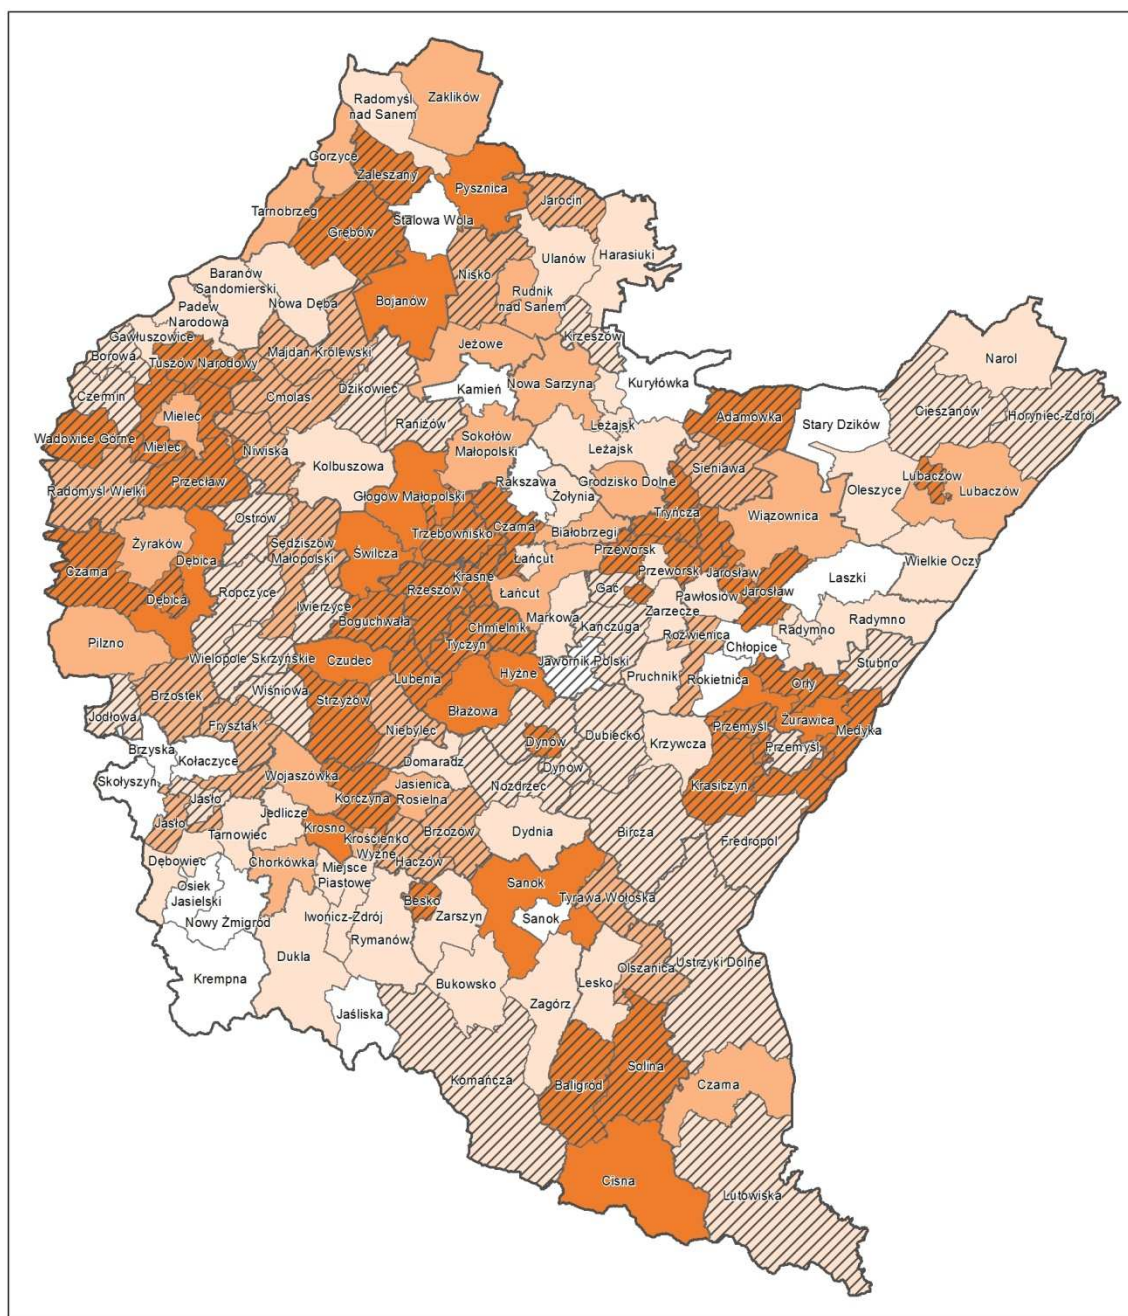 Radomyśl
nad Sanem
Zaklików
Gorzyce
Zaleszany
Pysznica
Jarocin
Tarnobrzeg
Stalowa Wola
Grębów
Ulanów
Harasiuki
Nisko
Baranów
Sandomierski
Nowa Dęba
Bojanów
Rudnik
nad Sanem
Padew
Narodowa
Gawłuszowice
Krzeszów
Borowa
Tuszów Narodowy
Majdan Królewski
Jeżowe
Narol
Czermin
Dzikowiec
Kamień
Nowa Sarzyna
Kuryłówka
Cmolas
Cieszanów
Horyniec-Zdrój
Mielec
Raniżów
Adamówka
Stary Dzików
Leżajsk
Wadowice Górne
Mielec
Niwiska
Sokołów
Małopolski
Leżajsk
Kolbuszowa
Sieniawa
Radomyśl Wielki
Przecław
Rakszawa
Grodzisko Dolne
Oleszyce
Lubaczów
Lubaczów
Głogów Małopolski
Żołynia
Ostrów
Tryńcza
Wiązownica
Trzebownisko
Czarna
Białobrzegi
Żyraków
Dębica
Sędziszów
Małopolski
Świlcza
Łańcut
Przeworsk
Przeworsk
Jarosław
Wielkie Oczy
Czarna
Krasne
Laszki
Ropczyce
Rzeszów
Łańcut
Gać
Jarosław
Pawłosiów
Dębica
Iwierzyce
Zarzecze
Boguchwała
Chmielnik
Markowa
Kańczuga
Radymno
Radymno
Roźwienica
Chłopice
Pilzno
Tyczyn
Wielopole Skrzyńskie
Czudec
Hyżne
Jawornik Polski
Stubno
Lubenia
Pruchnik
Rokietnica
Orły
Brzostek
Wiśniowa
Strzyżów
Błażowa
Jodłowa
Frysztak
Niebylec
Dynów
Dubiecko
Przemyśl
Żurawica
Medyka
Brzyska
Kołaczyce
Domaradz
Dynów
Krzywcza
Przemyśl
Skołyszyn
Wojaszówka
Jasienica
Rosielna
Nozdrzec
Krasiczyn
Jasło
Korczyna
Jedlicze
Jasło
Krosno
Brzozów
Dydnia
Bircza
Tarnowiec
Krościenko
Wyżne
Fredropol
Dębowiec
Chorkówka
Haczów
Miejsce
Piastowe
Osiek
Jasielski
Sanok
Tyrawa Wołoska
Besko
Nowy Żmigród
Iwonicz-Zdrój
Zarszyn
Sanok
Rymanów
Dukla
Ustrzyki Dolne
Olszanica
Krempna
Bukowsko
Lesko
Jaśliska
Zagórz
Solina
Komańcza
Baligród
Czarna
Cisna
Lutowiska